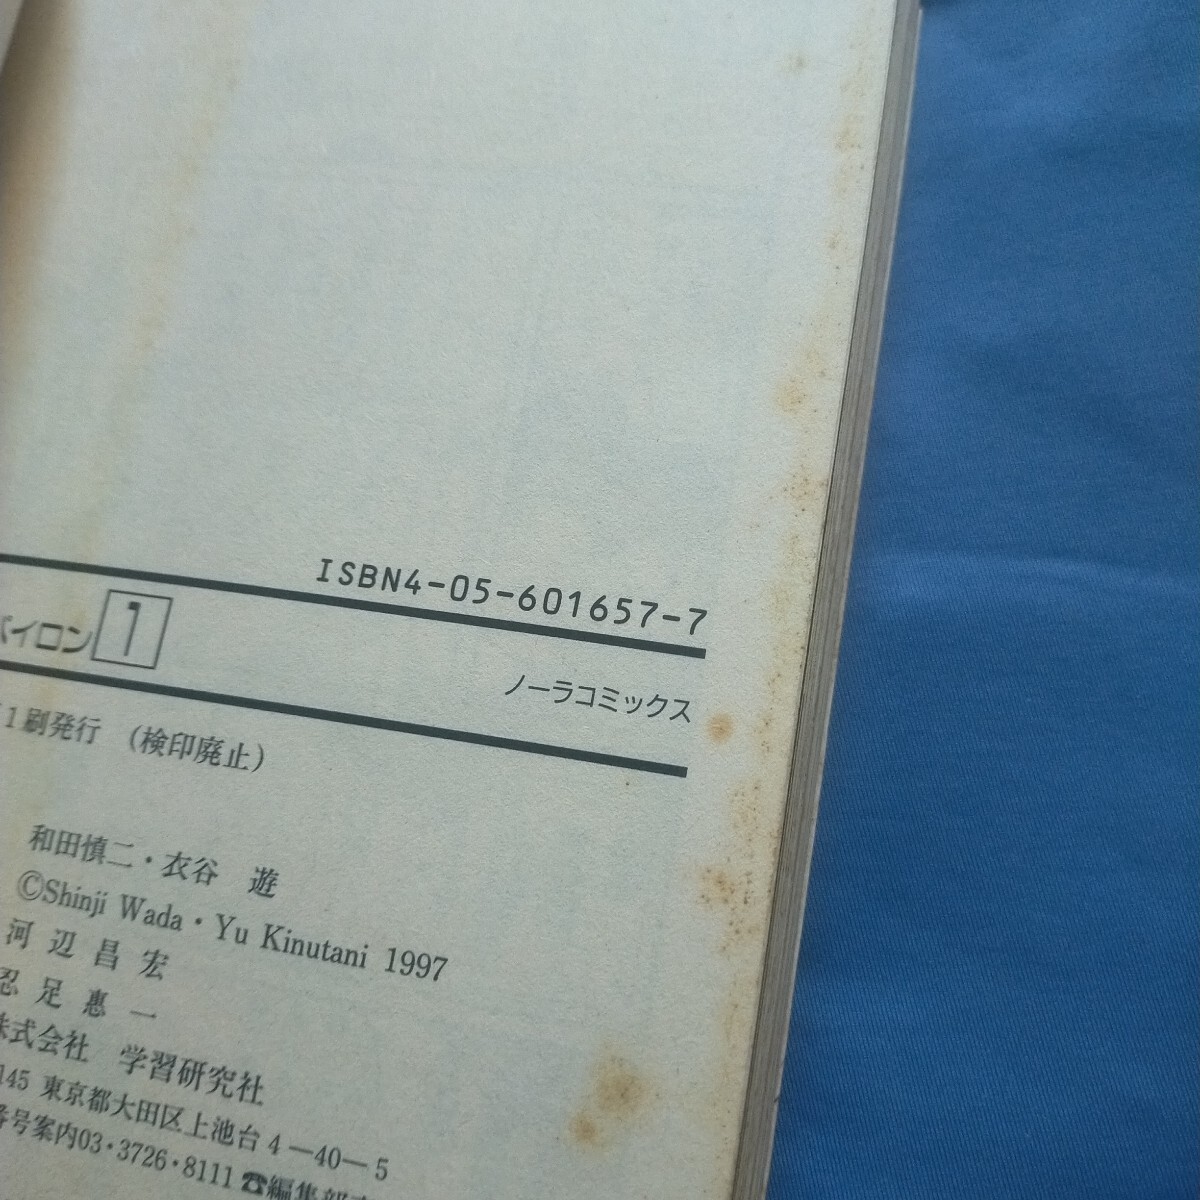 ISBN4-05-601657-7
バイロン 1
ノーラコミックス
1刷発行 (検印廃止)
和田慎二・衣谷 遊
©Shinji Wada・Yu Kinutani 1997
河辺昌宏
忍足惠一
株式会社 学習研究社
145 東京都大田区上池台4—40—5
番号案内03・3726・8111 ☎編集部